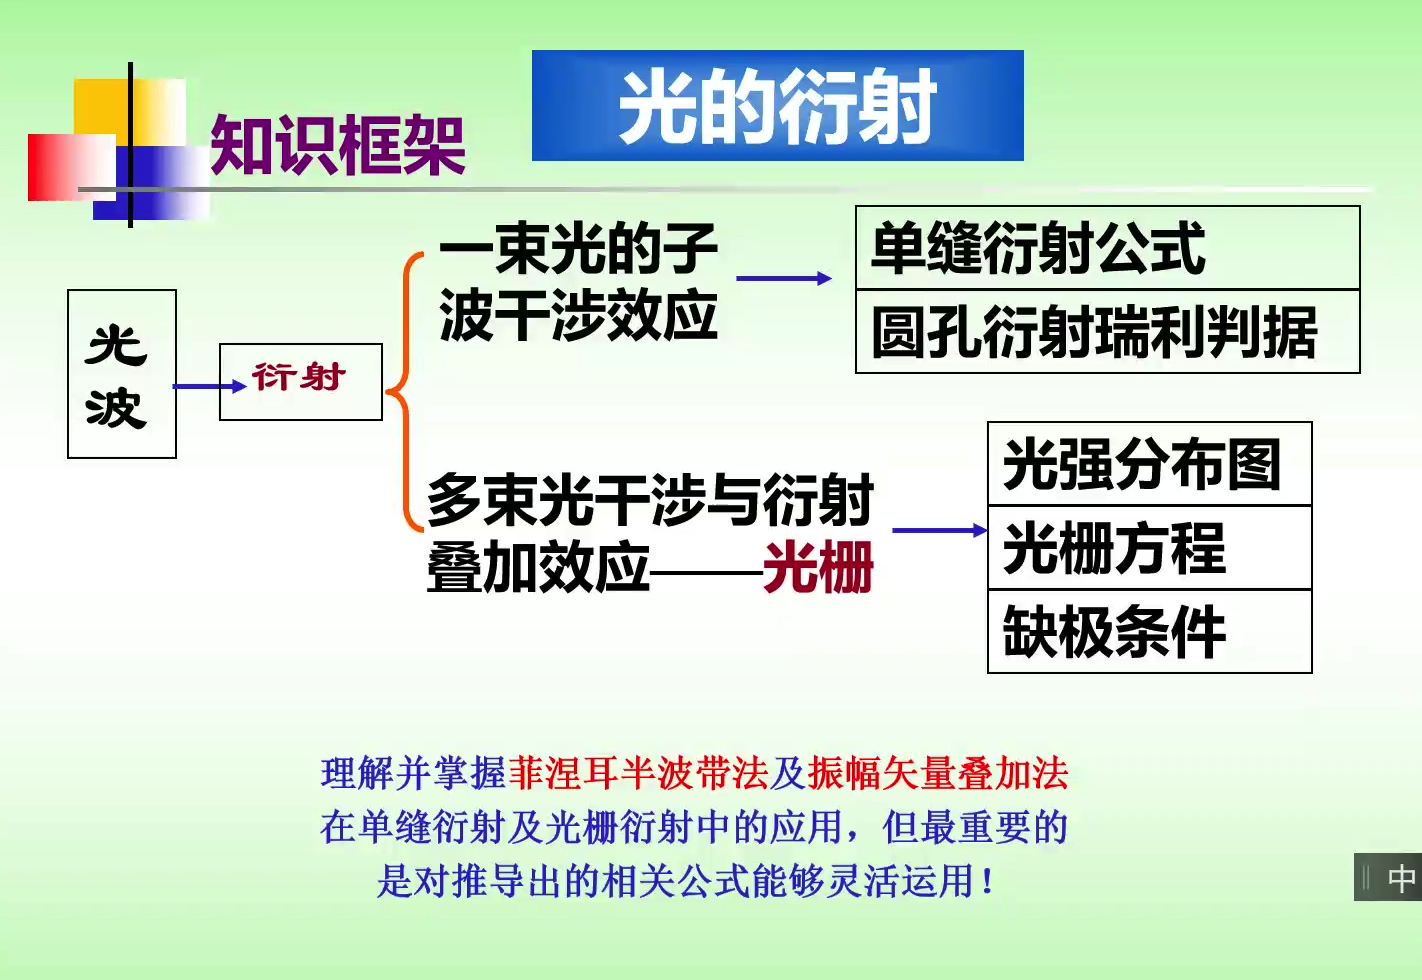 光的衍射
知识框架
一束光的子
波干涉效应
单缝衍射公式
圆孔衍射瑞利判据
光
波
衍射
多束光干涉与衍射
叠加效应——光栅
光强分布图
光栅方程
缺极条件
理解并掌握菲涅耳半波带法及振幅矢量叠加法
在单缝衍射及光栅衍射中的应用，但最重要的
是对推导出的相关公式能够灵活运用！
中